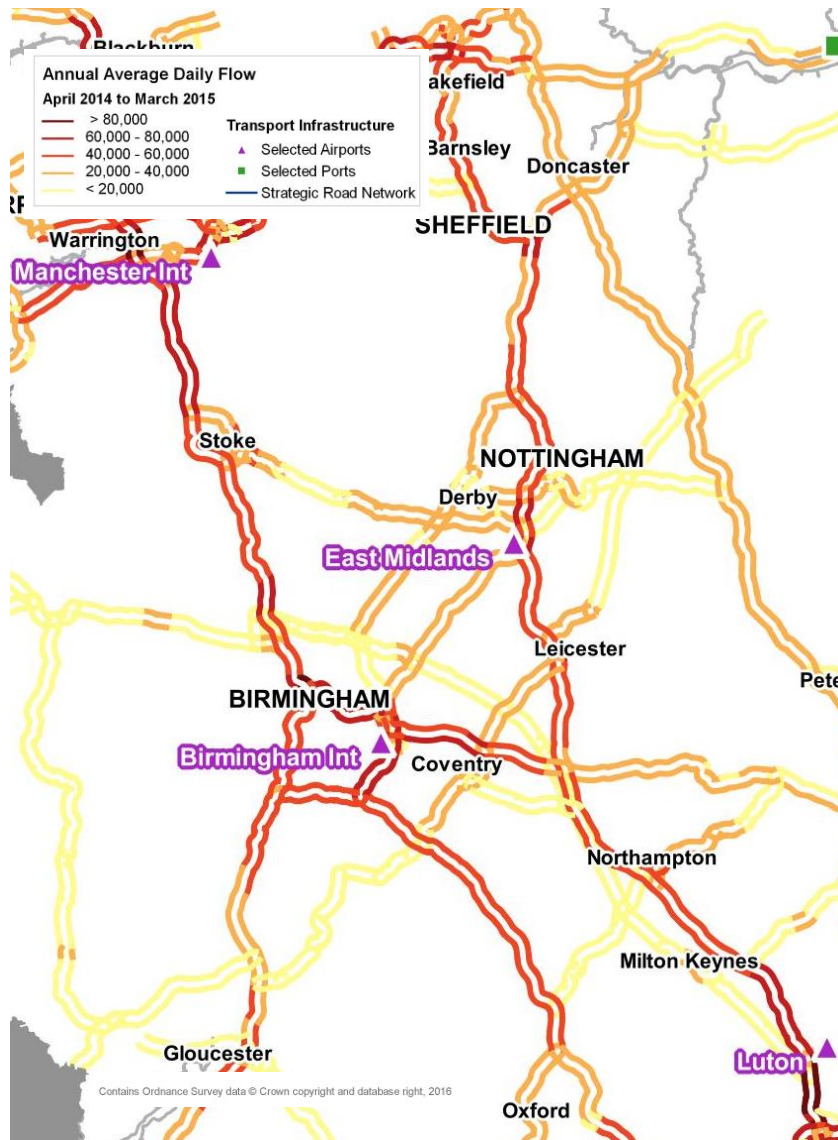 Blackburn
Annual Average Daily Flow
April 2014 to March 2015
> 80,000
60,000 - 80,000
40,000 - 60,000
20,000 - 40,000
< 20,000
Transport Infrastructure
Selected Airports
Selected Ports
Strategic Road Network
akefield
Barnsley
Doncaster
SHEFFIELD
Warrington
Manchester Int
Stoke
NOTTINGHAM
Derby
East Midlands
Leicester
Pete
BIRMINGHAM
Birmingham Int
Coventry
Northampton
Milton Keynes
Gloucester
Luton
Contains Ordnance Survey data © Crown copyright and database right, 2016
Oxford